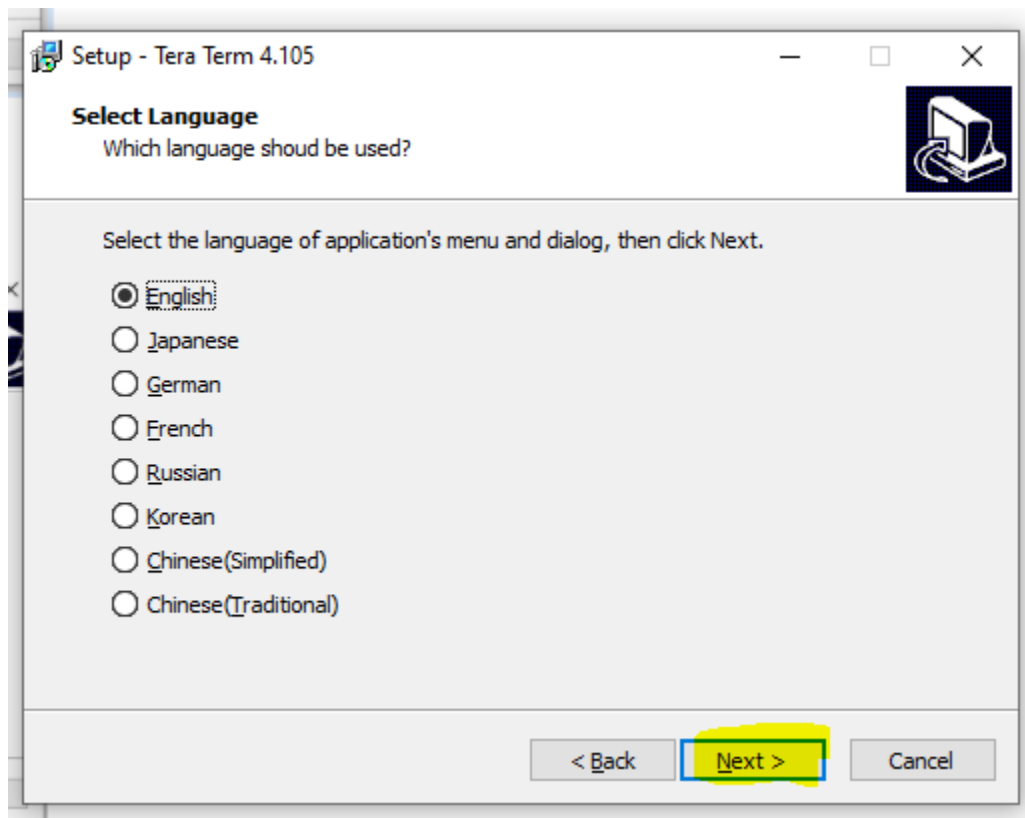 Setup - Tera Term 4.105
Select Language
Which language shoud be used?
Select the language of application's menu and dialog, then click Next.
English
Japanese
German
French
Russian
Korean
Chinese(Simplified)
Chinese(Traditional)
< Back Next > Cancel